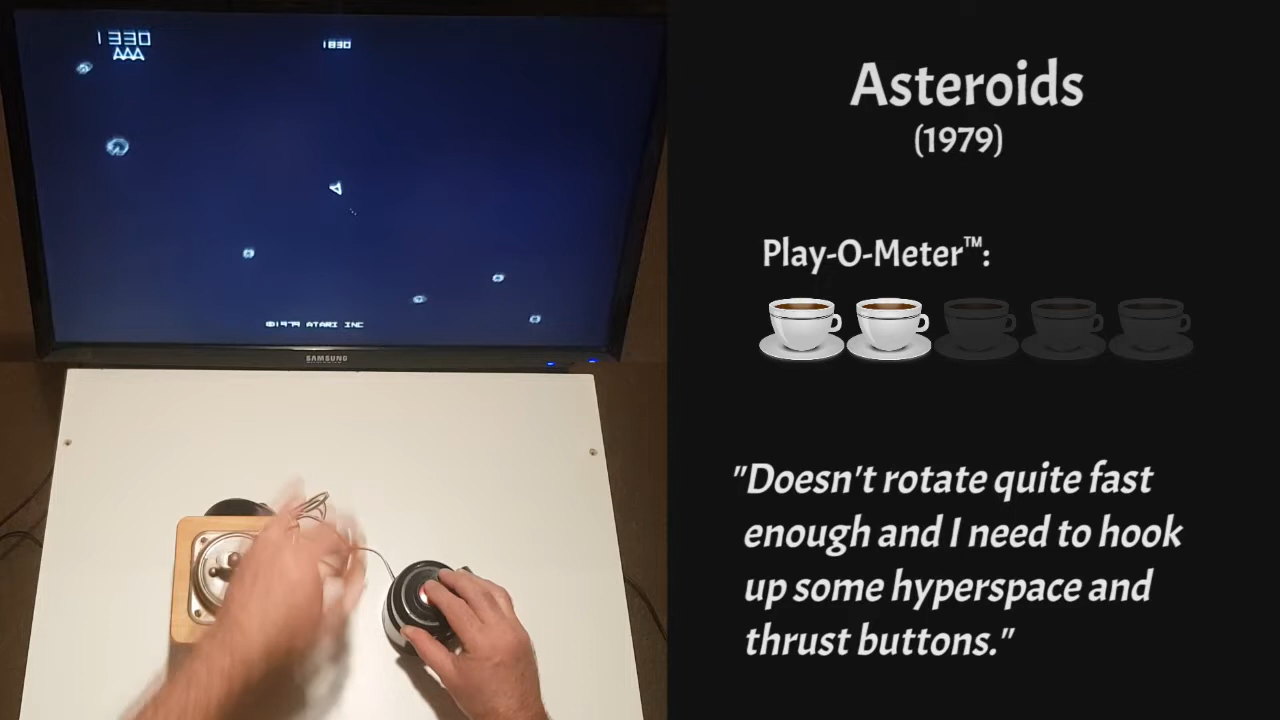 1330
1830
©1979 ATARI INC
SAMSUNG
Asteroids
(1979)
Play-O-Meter™:
"Doesn't rotate quite fast
enough and I need to hook
up some hyperspace and
thrust buttons."